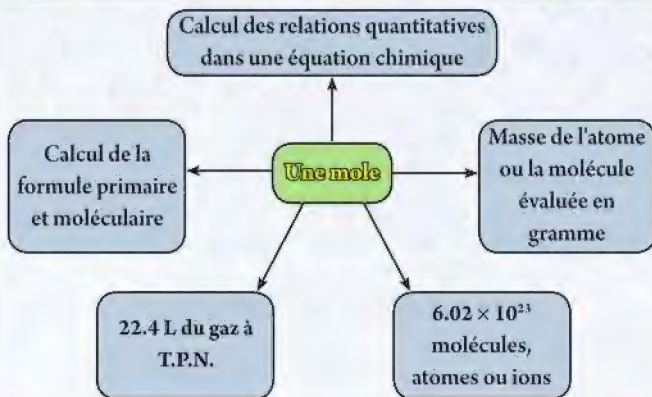 Calcul des relations quantitatives
dans une équation chimique
Calcul de la
formule primaire
et moléculaire
Une mole
Masse de l'atome
ou la molécule
évaluée en
gramme
22.4 L du gaz à
T.P.N.
6.02 × 10²³
molécules,
atomes ou ions